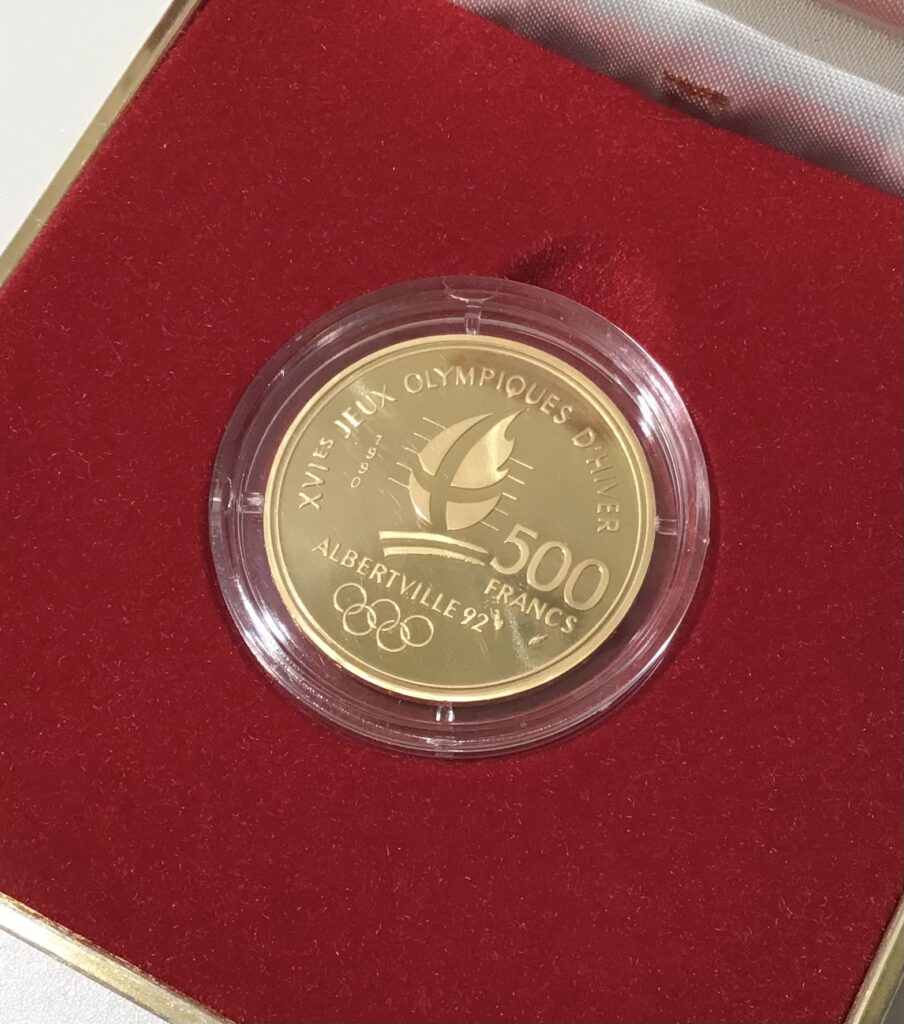 XVIES JEUX OLYMPIQUES D'HIVER
1990
500
FRANCS
ALBERTVILLE 92